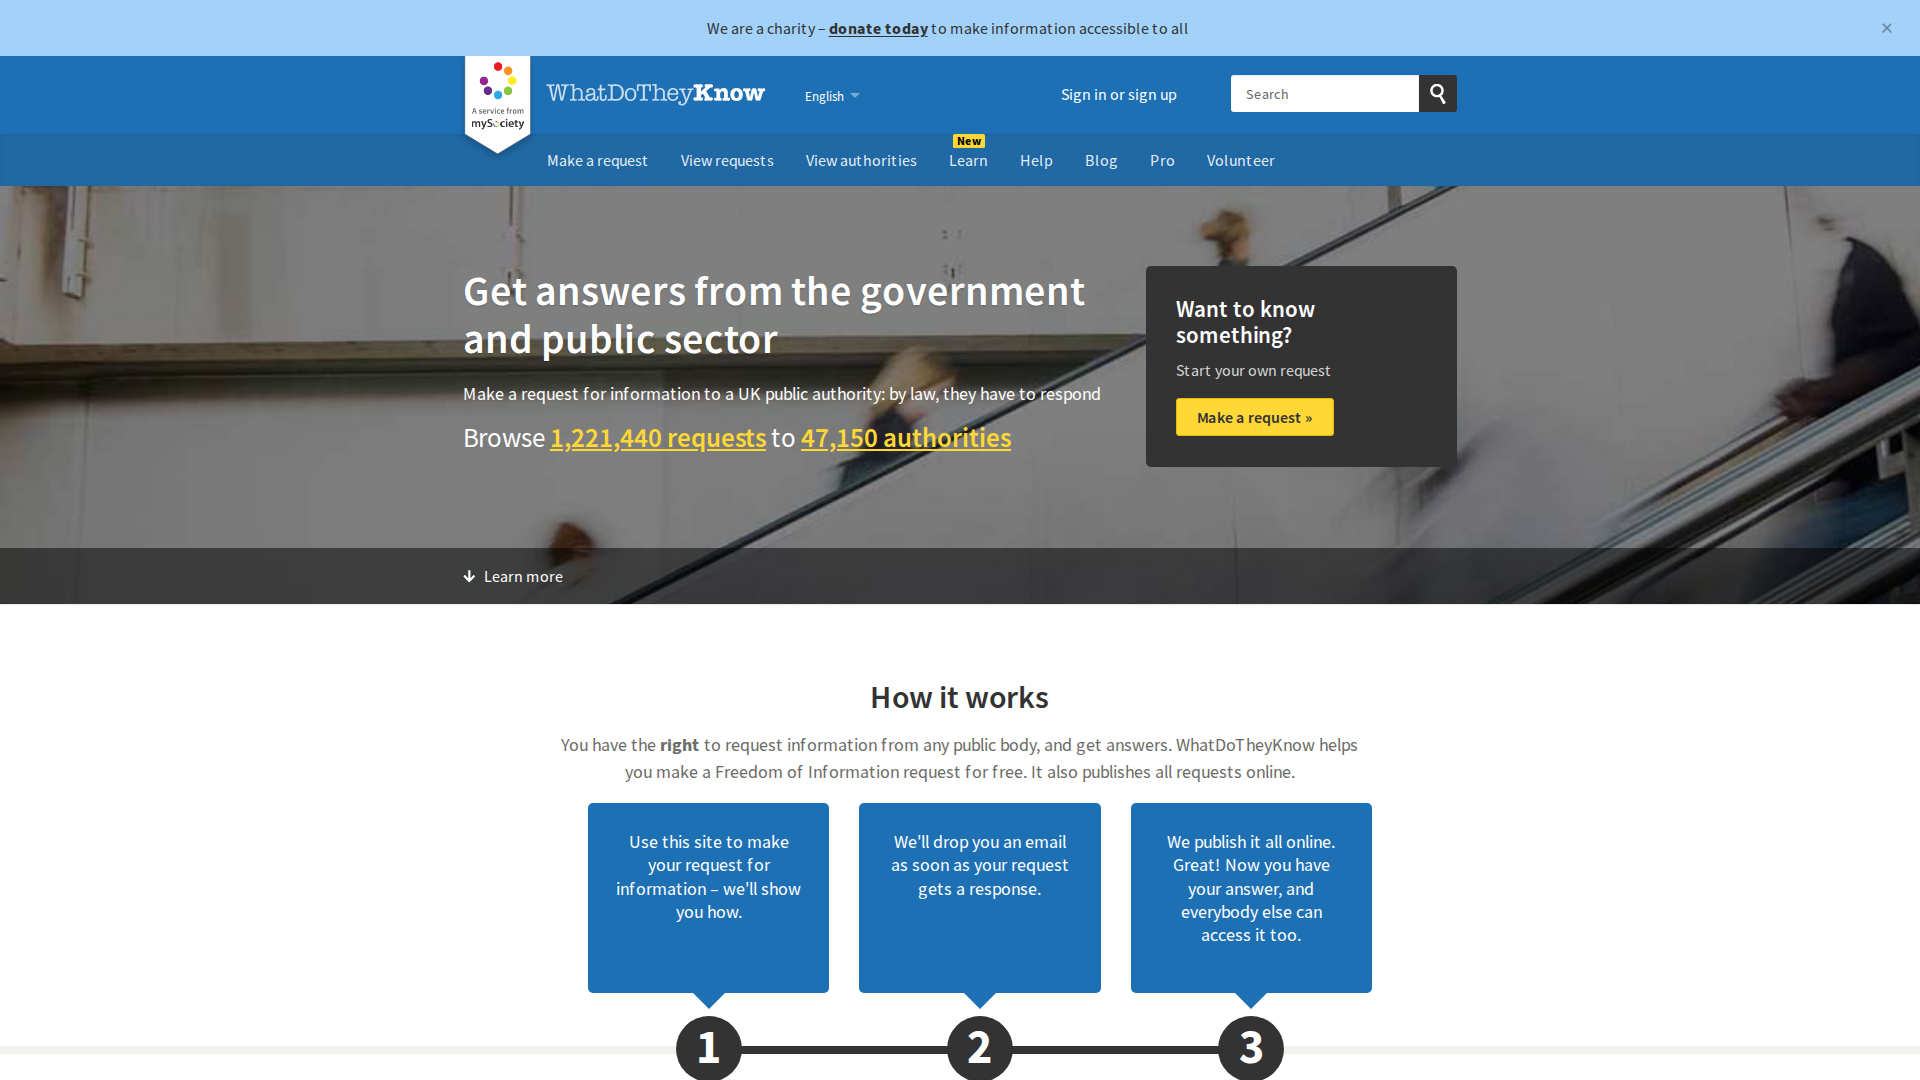 We are a charity – donate today to make information accessible to all
×
A service from
mySociety
WhatDoTheyKnow
English
Sign in or sign up
Search
Make a request
View requests
View authorities
New
Learn
Help
Blog
Pro
Volunteer
Get answers from the government
and public sector
Make a request for information to a UK public authority: by law, they have to respond
Browse 1,221,440 requests to 47,150 authorities
Want to know
something?
Start your own request
Make a request »
Learn more
How it works
You have the right to request information from any public body, and get answers. WhatDoTheyKnow helps
you make a Freedom of Information request for free. It also publishes all requests online.
Use this site to make
your request for
information – we'll show
you how.
We'll drop you an email
as soon as your request
gets a response.
We publish it all online.
Great! Now you have
your answer, and
everybody else can
access it too.
1
2
3